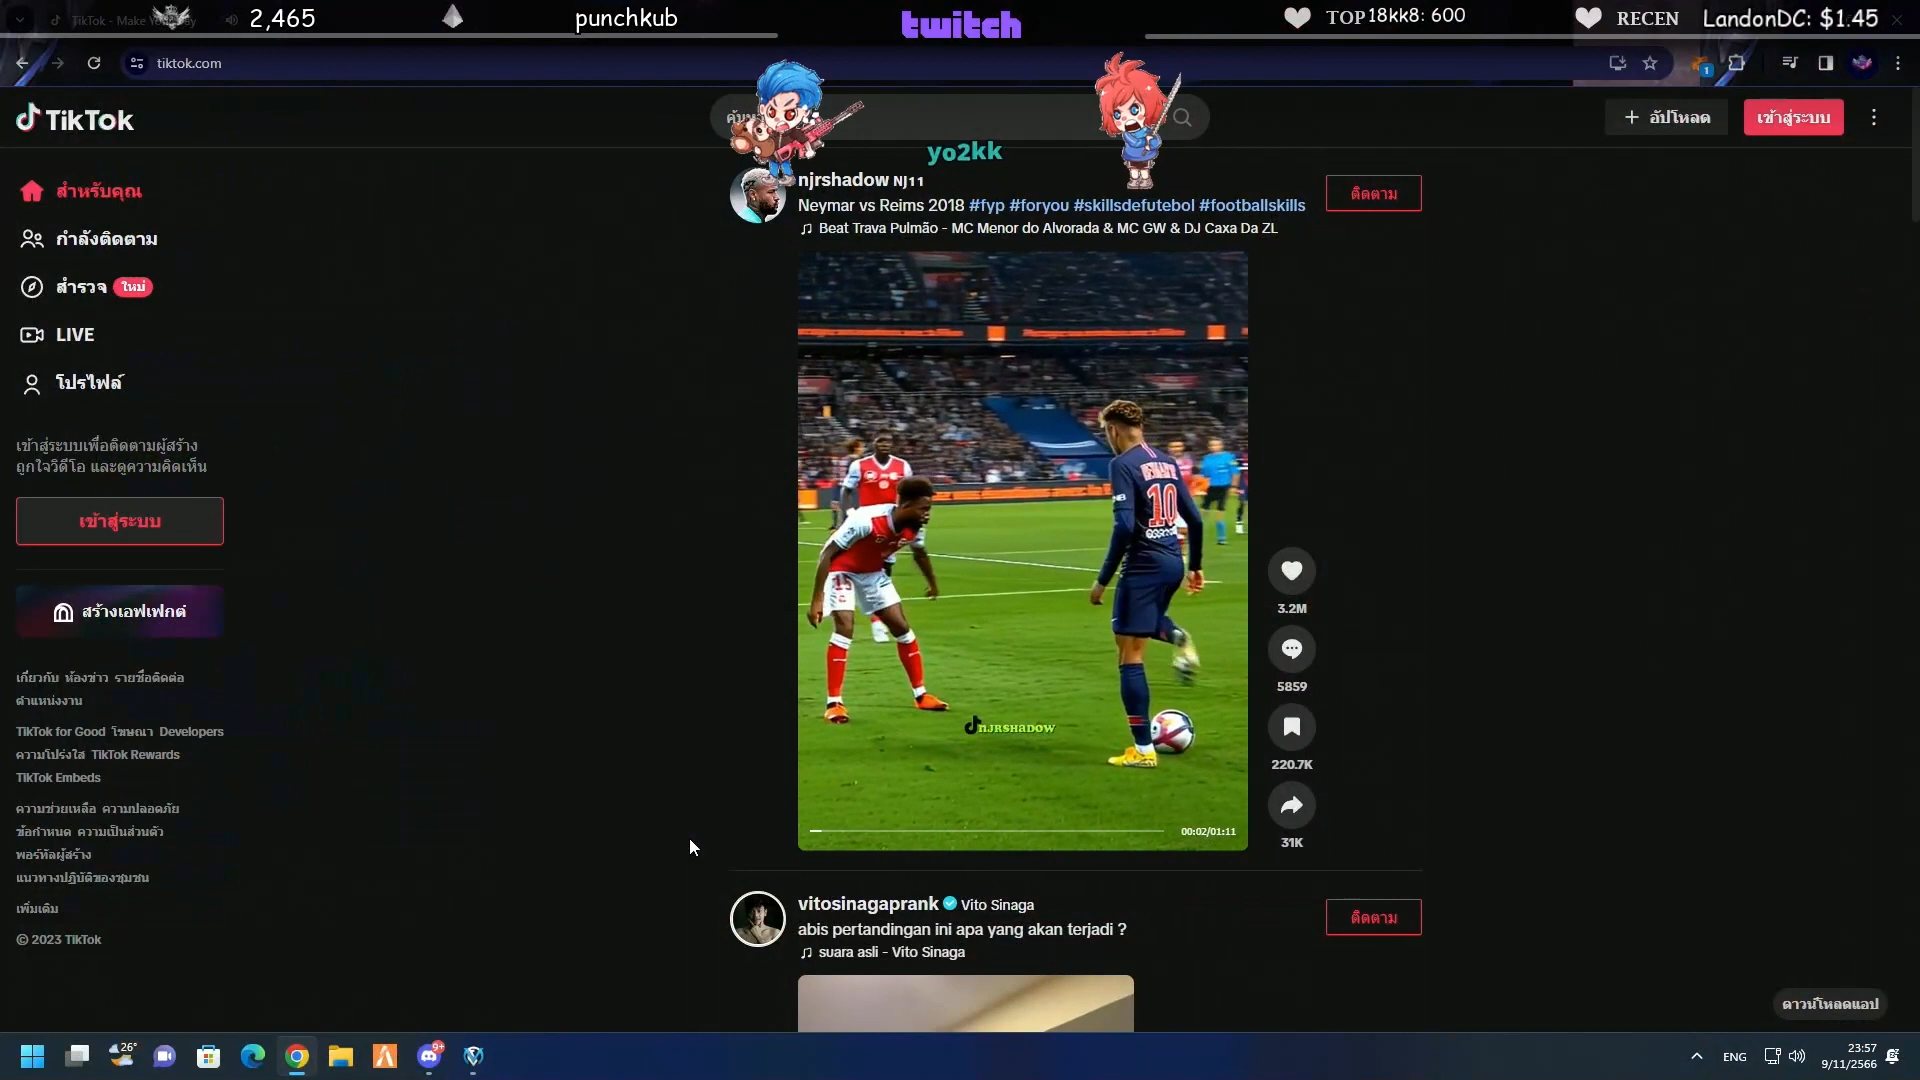 TikTok - Make Your Day
2,465
punchkub
twitch
TOP 18kk8: 600
RECEN
LandonDC: $1.45
tiktok.com
1
TikTok
yo2kk
+ อัปโหลด
เข้าสู่ระบบ
สำหรับคุณ
กำลังติดตาม
สำรวจ ใหม่
LIVE
โปรไฟล์
เข้าสู่ระบบเพื่อติดตามผู้สร้าง
ถูกใจวิดีโอ และดูความคิดเห็น
เข้าสู่ระบบ
สร้างเอฟเฟกต์
เกี่ยวกับ ห้องข่าว รายชื่อติดต่อ
ตำแหน่งงาน
TikTok for Good โฆษณา Developers
ความโปร่งใส TikTok Rewards
TikTok Embeds
ความช่วยเหลือ ความปลอดภัย
ข้อกำหนด ความเป็นส่วนตัว
พอร์ทัลผู้สร้าง
แนวทางปฏิบัติของชุมชน
เพิ่มเติม
© 2023 TikTok
njrshadow NJ11
Neymar vs Reims 2018 #fyp #foryou #skillsdefutebol #footballskills
Beat Trava Pulmão - MC Menor do Alvorada & MC GW & DJ Caxa Da ZL
ติดตาม
10
NJRSHADOW
00:02/01:11
3.2M
5859
220.7K
31K
vitosinagaprank Vito Sinaga
abis pertandingan ini apa yang akan terjadi ?
suara asli - Vito Sinaga
ติดตาม
ดาวน์โหลดแอป
26°
9+
ENG
23:57
9/11/2566